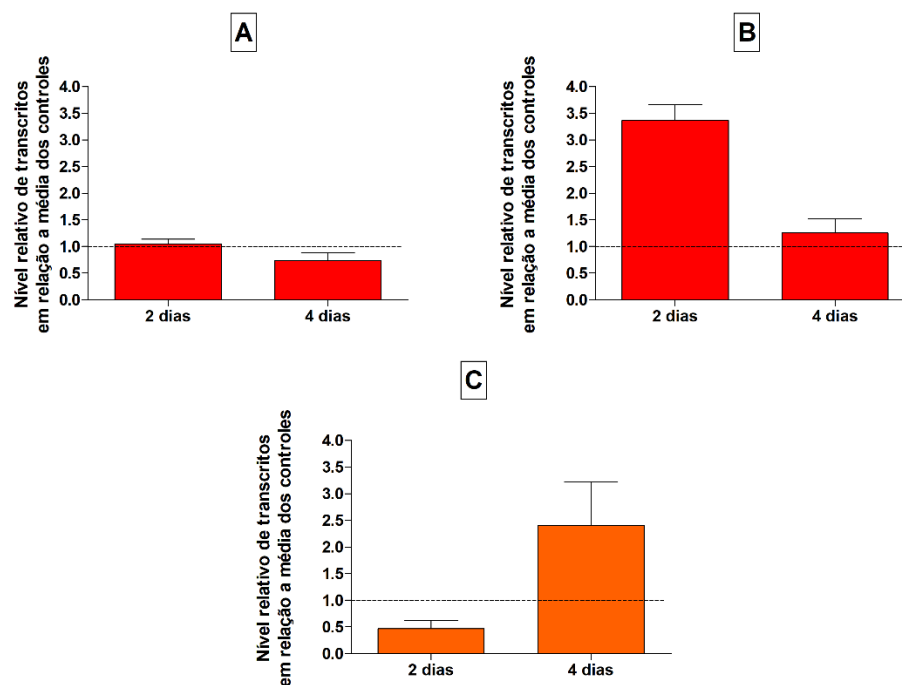 A
Nível relativo de transcritos
em relação a média dos controles
4.0
3.5
3.0
2.5
2.0
1.5
1.0
0.5
0.0
2 dias 4 dias
B
Nível relativo de transcritos
em relação a média dos controles
4.0
3.5
3.0
2.5
2.0
1.5
1.0
0.5
0.0
2 dias 4 dias
C
Nível relativo de transcritos
em relação a média dos controles
4.0
3.5
3.0
2.5
2.0
1.5
1.0
0.5
0.0
2 dias 4 dias